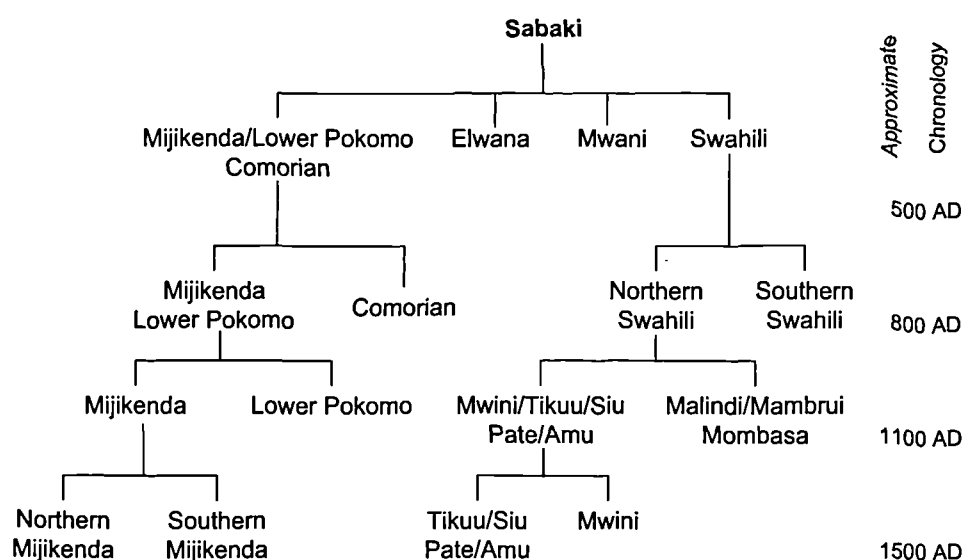 Sabaki
Approximate
Chronology
Mijikenda/Lower Pokomo
Comorian
Elwana
Mwani
Swahili
500 AD
Mijikenda
Lower Pokomo
Comorian
Northern
Swahili
Southern
Swahili
800 AD
Mijikenda
Lower Pokomo
Mwini/Tikuu/Siu
Pate/Amu
Malindi/Mambrui
Mombasa
1100 AD
Northern
Mijikenda
Southern
Mijikenda
Tikuu/Siu
Pate/Amu
Mwini
1500 AD